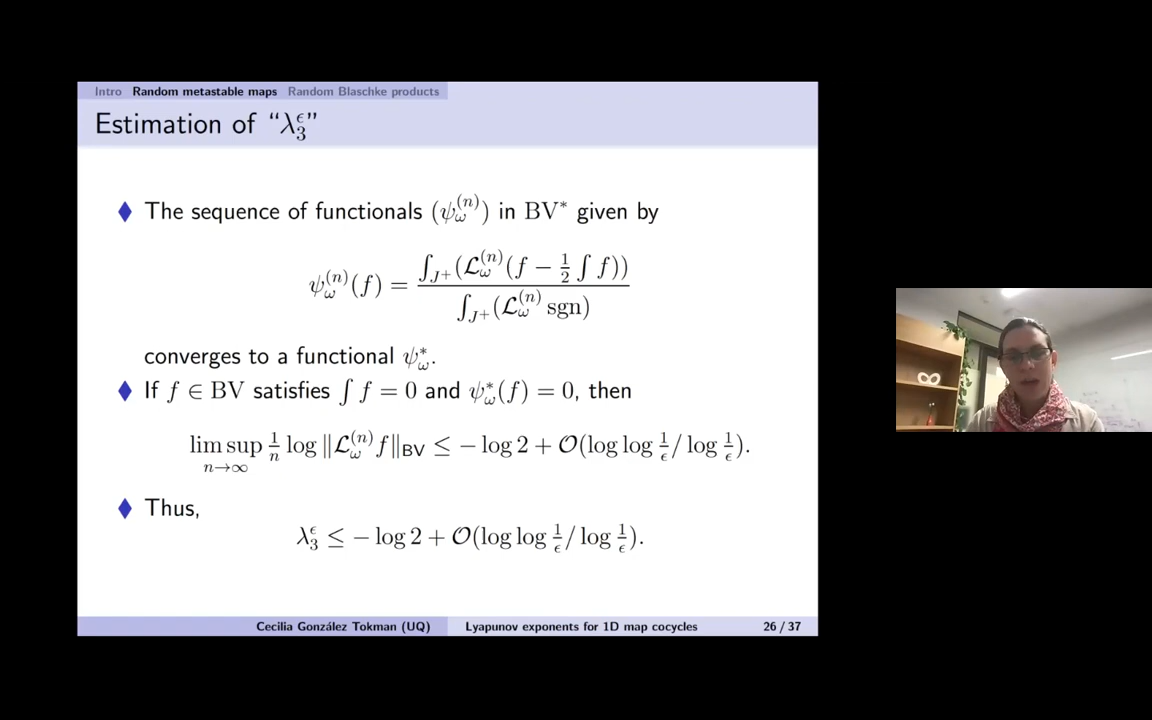 Intro Random metastable maps Random Blaschke products
Estimation of “λ₃^ϵ”
The sequence of functionals (ψ_ω^(n)) in BV* given by
ψ_ω^(n)(f) = ∫_{J+}(ℒ_ω^(n)(f − ½ ∫ f)) / ∫_{J+}(ℒ_ω^(n) sgn)
converges to a functional ψ_ω^*.
If f ∈ BV satisfies ∫ f = 0 and ψ_ω^*(f) = 0, then
lim sup_{n→∞} 1/n log ‖ℒ_ω^(n) f‖_BV ≤ − log 2 + 𝒪(log log 1/ϵ / log 1/ϵ).
Thus,
λ₃^ϵ ≤ − log 2 + 𝒪(log log 1/ϵ / log 1/ϵ).
Cecilia González Tokman (UQ) Lyapunov exponents for 1D map cocycles 26 / 37